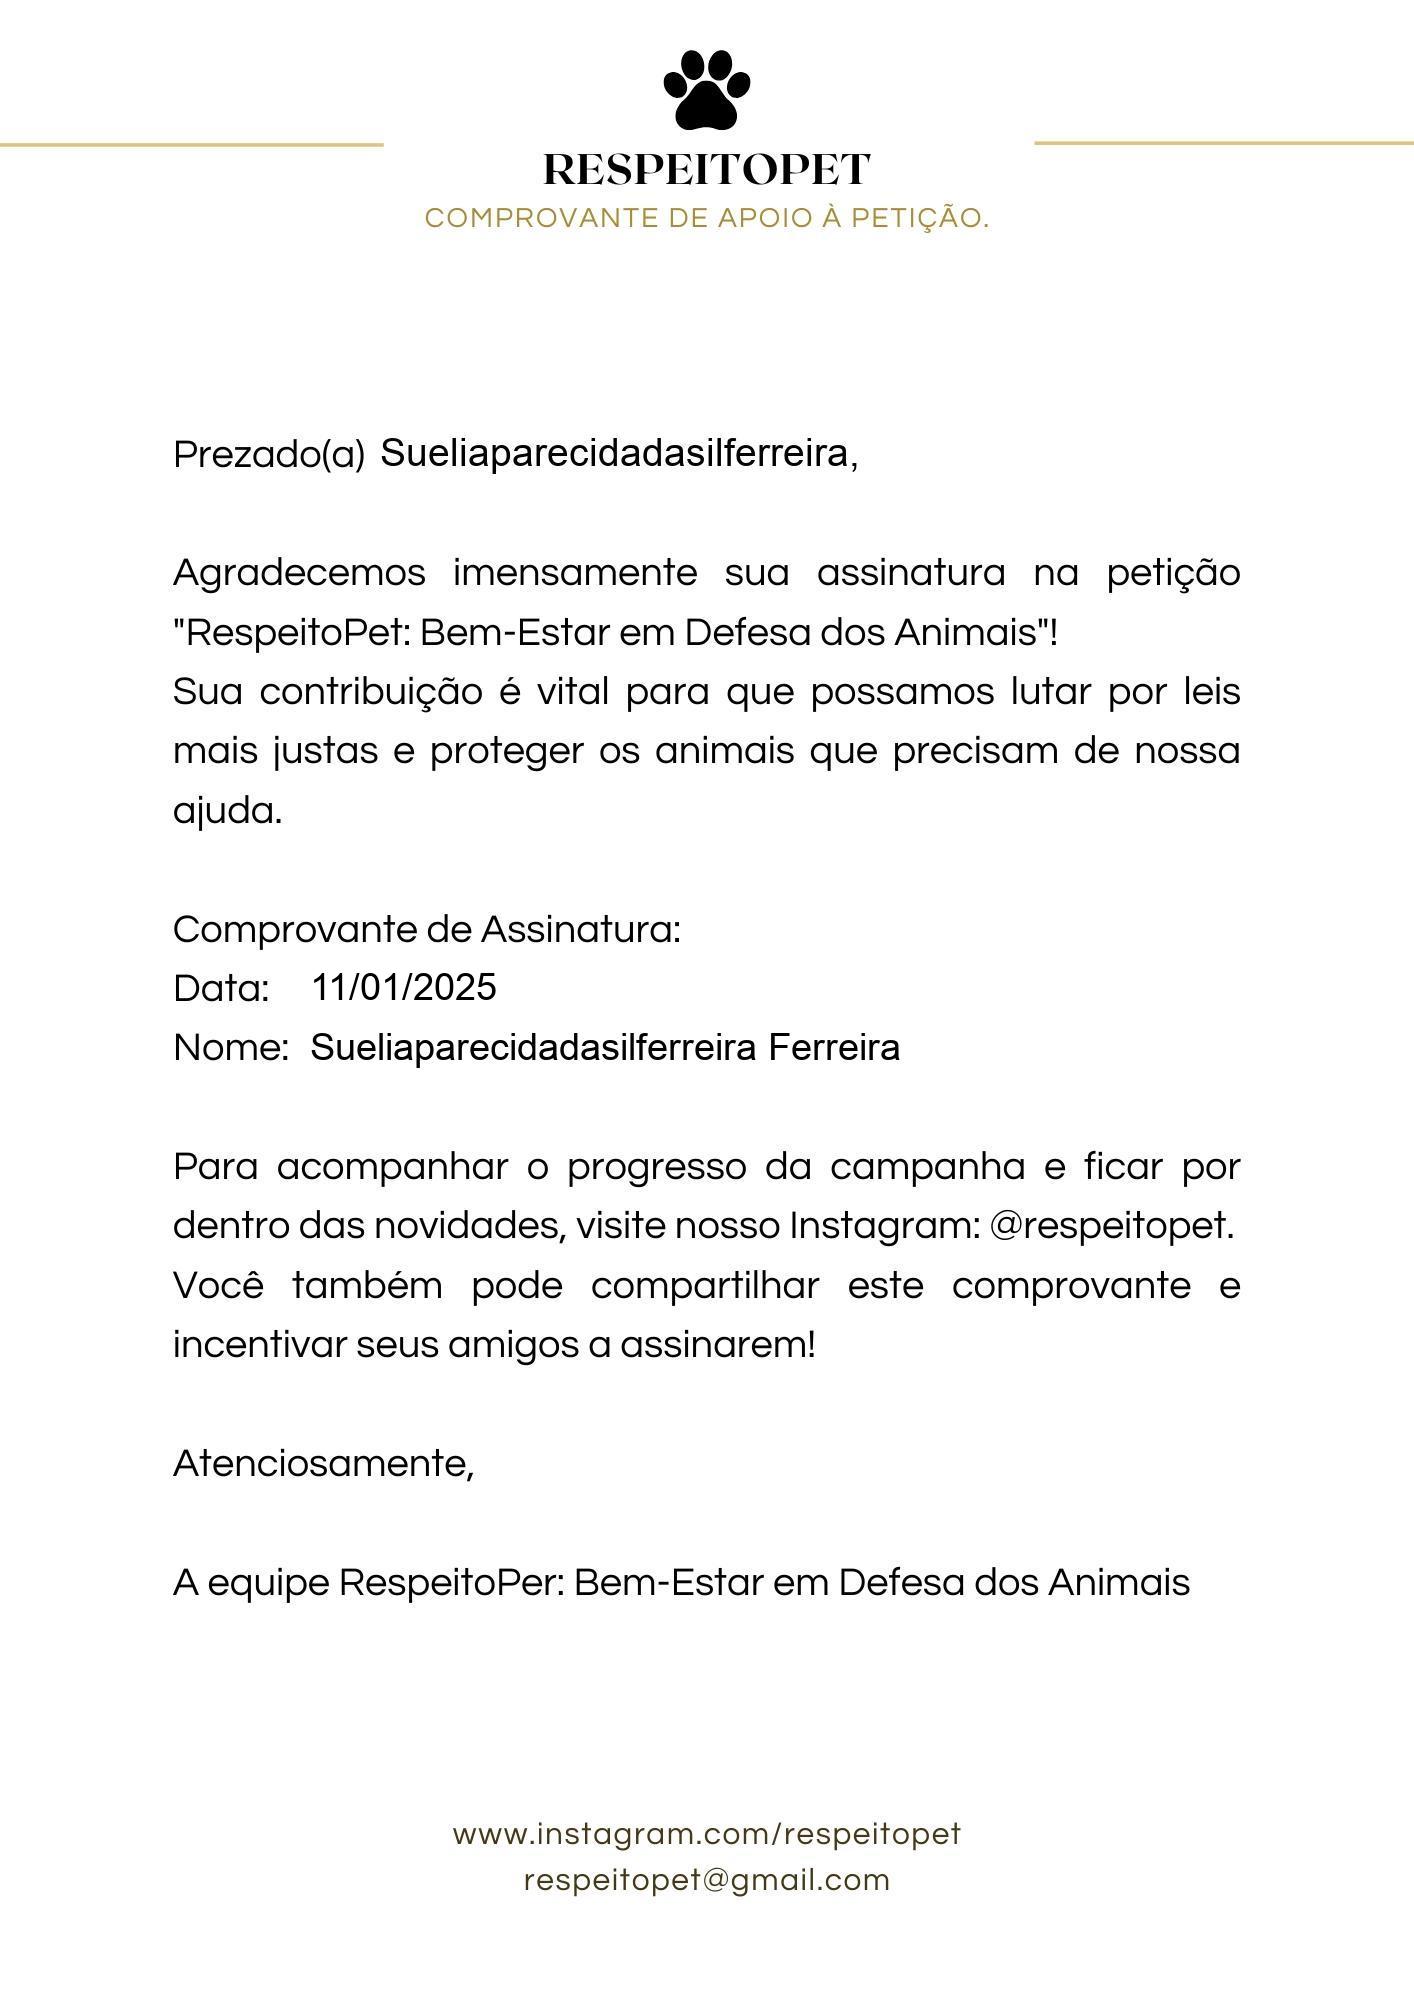 RESPEITOPET
COMPROVANTE DE APOIO À PETIÇÃO.
Prezado(a) Sueliaparecidadasilferreira,
Agradecemos imensamente sua assinatura na petição
"RespeitoPet: Bem-Estar em Defesa dos Animais"!
Sua contribuição é vital para que possamos lutar por leis
mais justas e proteger os animais que precisam de nossa
ajuda.
Comprovante de Assinatura:
Data: 11/01/2025
Nome: Sueliaparecidadasilferreira Ferreira
Para acompanhar o progresso da campanha e ficar por
dentro das novidades, visite nosso Instagram: @respeitopet.
Você também pode compartilhar este comprovante e
incentivar seus amigos a assinarem!
Atenciosamente,
A equipe RespeitoPer: Bem-Estar em Defesa dos Animais
www.instagram.com/respeitopet
respeitopet@gmail.com